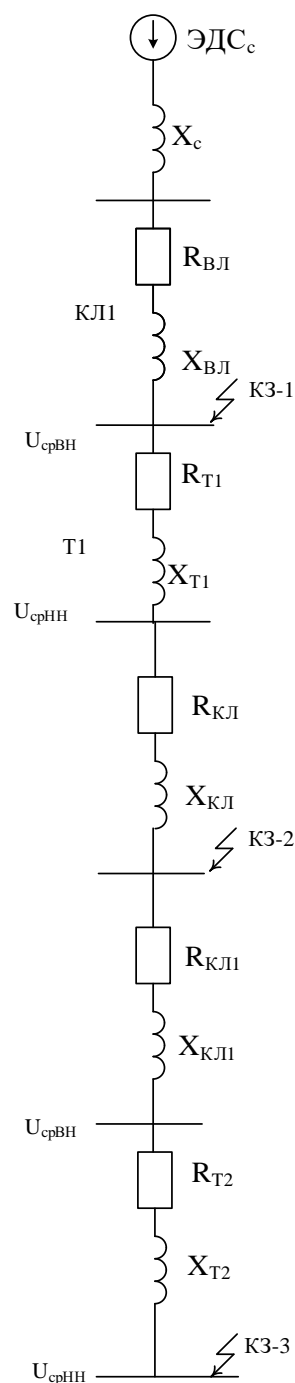 ЭДСс
Xс
RВЛ
КЛ1
XВЛ
КЗ-1
UсрВН
RТ1
Т1
XТ1
UсрНН
RКЛ
XКЛ
КЗ-2
RКЛ1
XКЛ1
UсрВН
RТ2
XТ2
КЗ-3
UсрНН